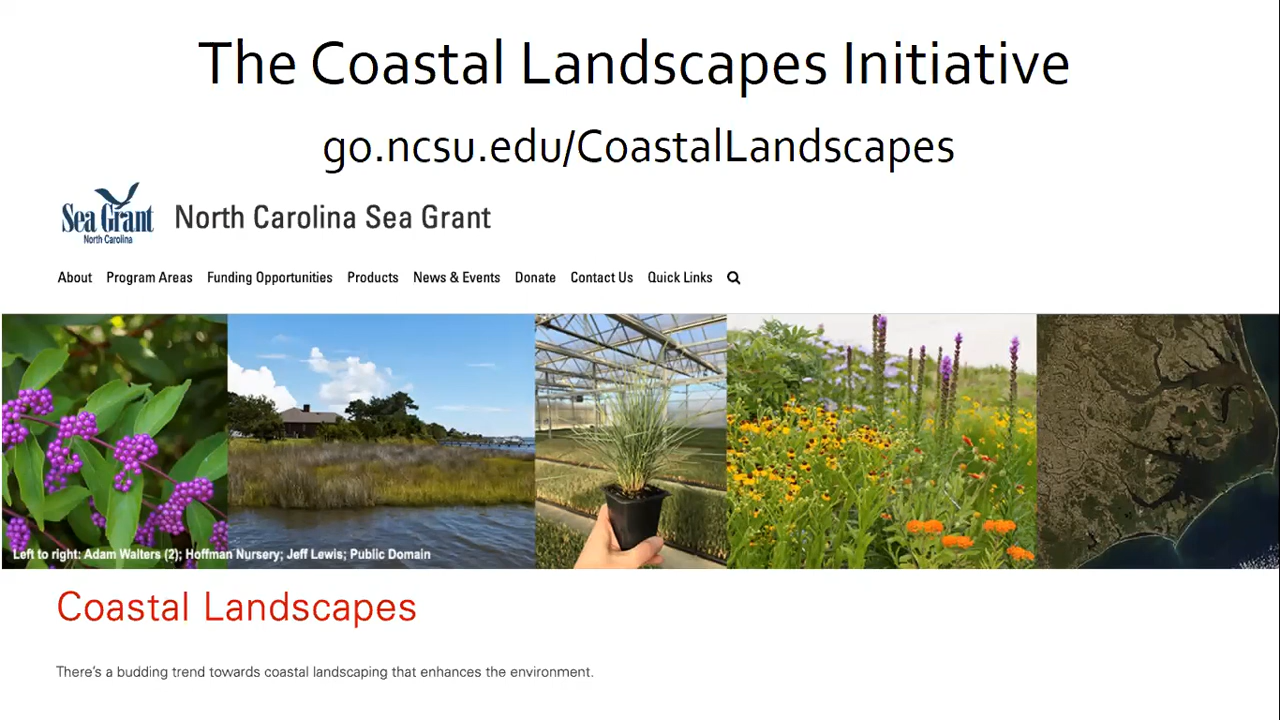 The Coastal Landscapes Initiative
go.ncsu.edu/CoastalLandscapes
Sea Grant
North Carolina
North Carolina Sea Grant
About Program Areas Funding Opportunities Products News & Events Donate Contact Us Quick Links
Left to right: Adam Walters (2); Hoffman Nursery; Jeff Lewis; Public Domain
Coastal Landscapes
There's a budding trend towards coastal landscaping that enhances the environment.